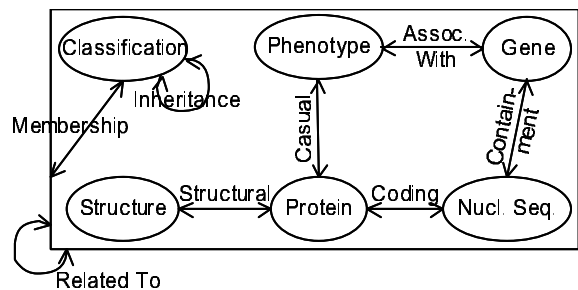 Classification
Phenotype
Assoc.
With
Gene
Inheritance
Membership
Casual
Contain-
ment
Structure
Structural
Protein
Coding
Nucl. Seq.
Related To